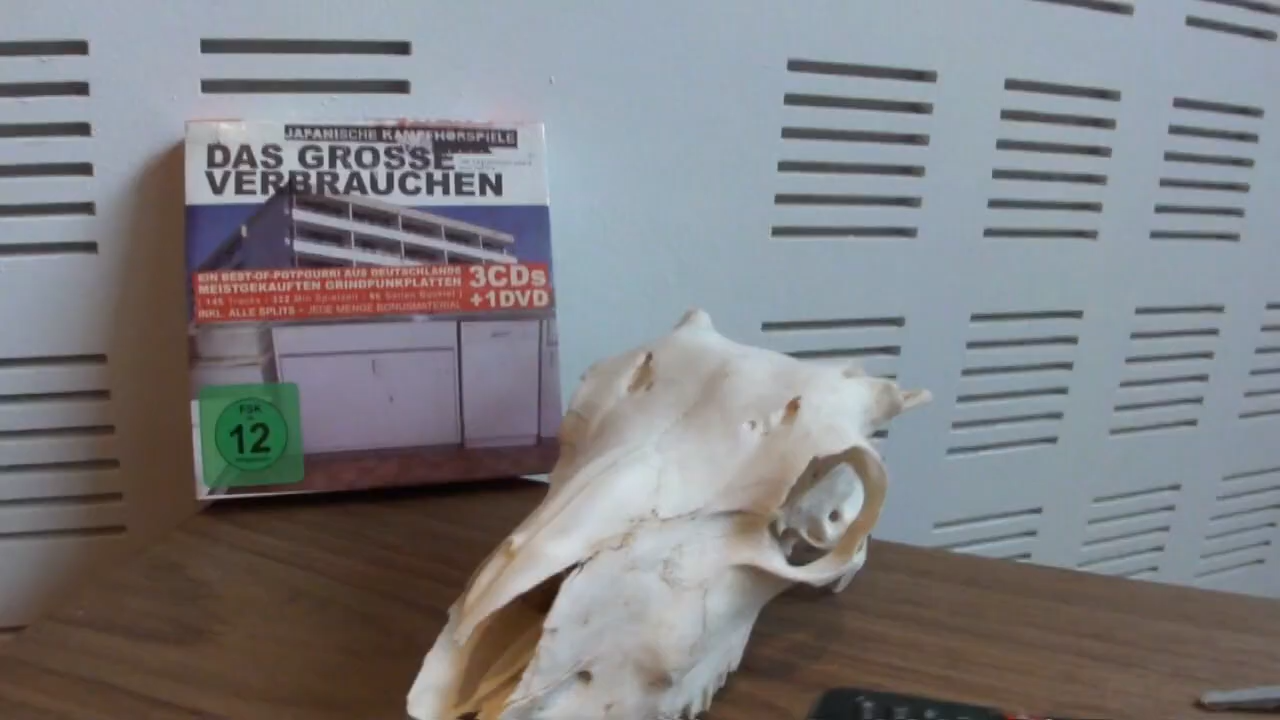 JAPANISCHE KAMPFHÖRSPIELE
DAS GROSSE
VERBRAUCHEN
EIN BEST-OF-POTPOURRI AUS DEUTSCHLANDS
MEISTGEKAUFTEN GRINDPUNKPLATTEN
INKL. ALLE SPLITS + JEDE MENGE BONUSMATERIAL
3CDs
+1DVD
FSK
12